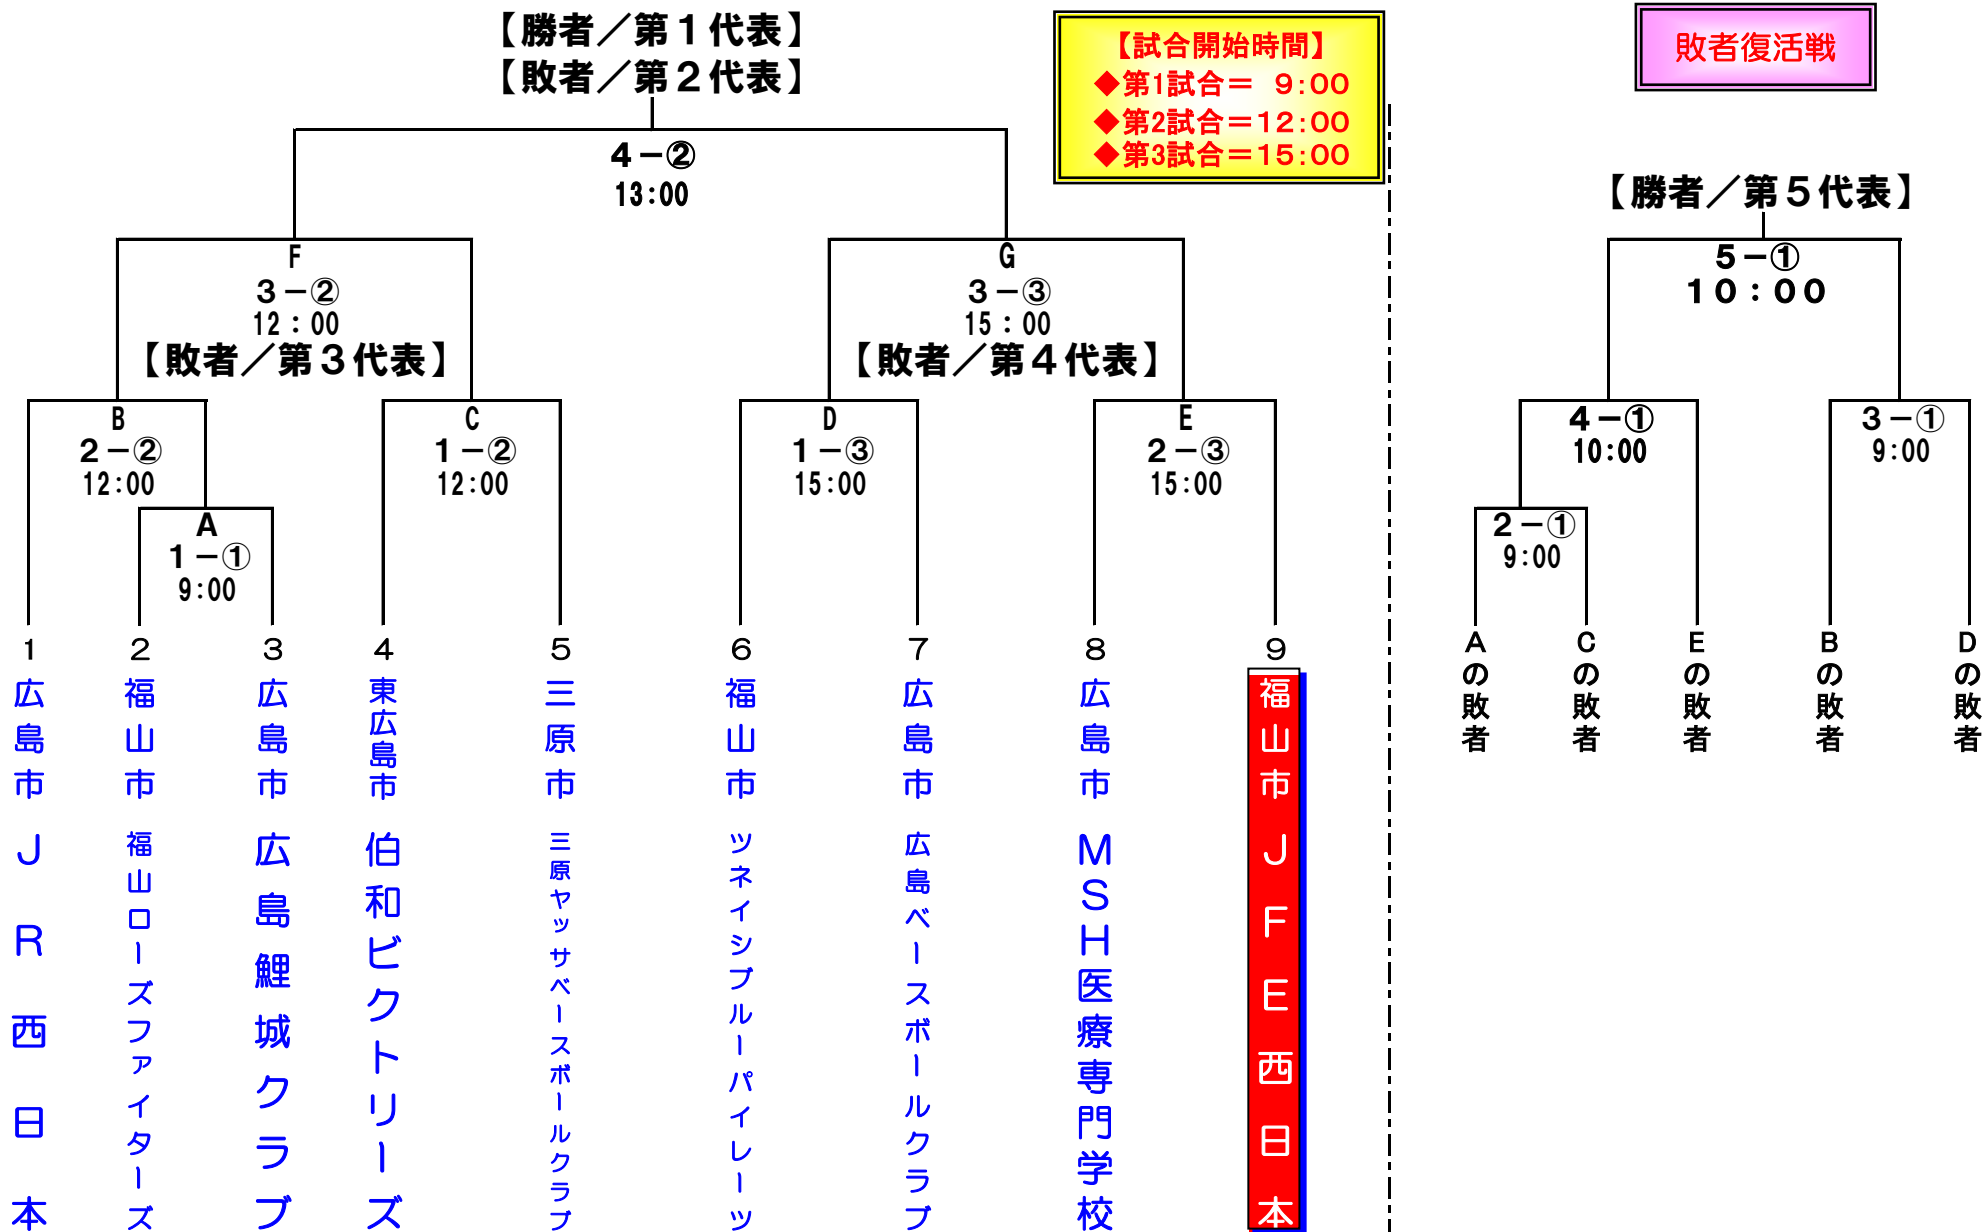 【勝者／第１代表】
【敗者／第２代表】
４－②
13:00
【試合開始時間】
◆第1試合＝　9:00
◆第2試合＝12:00
◆第3試合＝15:00
敗者復活戦
F
３－②
12：00
【敗者／第３代表】
G
３－③
15：00
【敗者／第４代表】
B
２－②
12:00
C
１－②
12:00
D
１－③
15:00
E
２－③
15:00
A
１－①
9:00
【勝者／第５代表】
５－①
１０：００
４－①
10:00
３－①
9:00
２－①
9:00
1
広島市
ＪＲ西日本
2
福山市
福山ローズファイターズ
3
広島市
広島鯉城クラブ
4
東広島市
伯和ビクトリーズ
5
三原市
三原ヤッサベースボールクラブ
6
福山市
ツネイシブルーパイレーツ
7
広島市
広島ベースボールクラブ
8
広島市
ＭＳＨ医療専門学校
9
福山市
ＪＦＥ西日本
Aの敗者
Cの敗者
Eの敗者
Bの敗者
Dの敗者